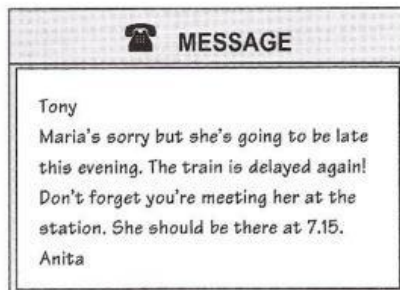 MESSAGE
Tony
Maria's sorry but she's going to be late
this evening. The train is delayed again!
Don't forget you're meeting her at the
station. She should be there at 7.15.
Anita